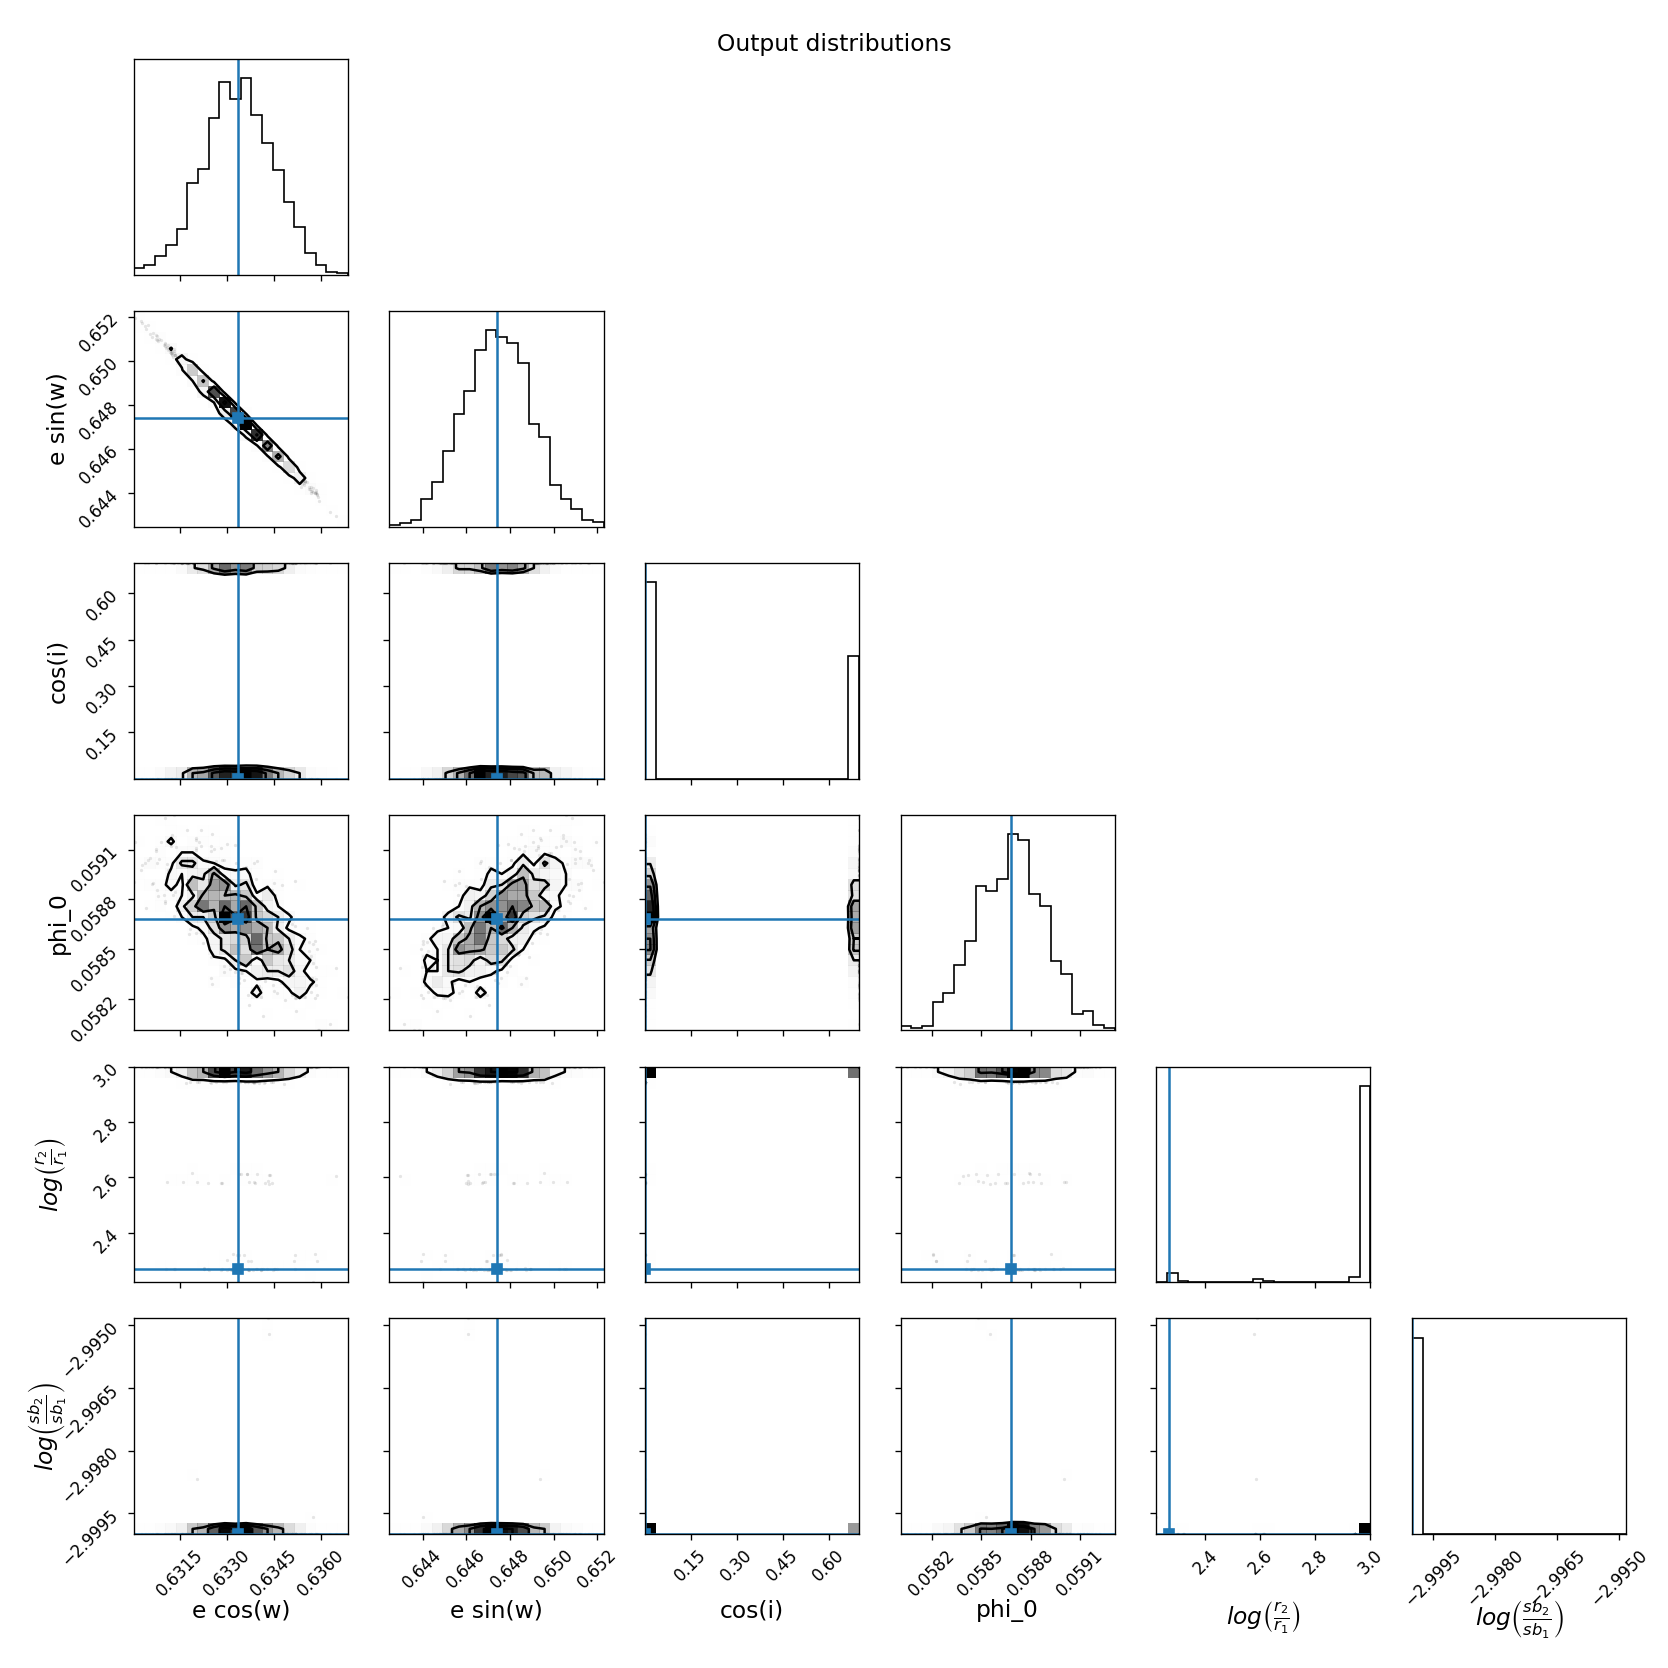 Output distributions
0.652
0.650
0.648
0.646
0.644
e sin(w)
0.60
0.45
0.30
0.15
cos(i)
0.0591
0.0588
0.0585
0.0582
phi_0
3.0
2.8
2.6
2.4
log(r₂/r₁)
−2.9950
−2.9965
−2.9980
−2.9995
log(sb₂/sb₁)
0.6315 0.6330 0.6345 0.6360 0.644 0.646 0.648 0.650 0.652 0.15 0.30 0.45 0.60 0.0582 0.0585 0.0588 0.0591 2.4 2.6 2.8 3.0 −2.9995 −2.9980 −2.9965 −2.9950
e cos(w) e sin(w) cos(i) phi_0 log(r₂/r₁) log(sb₂/sb₁)